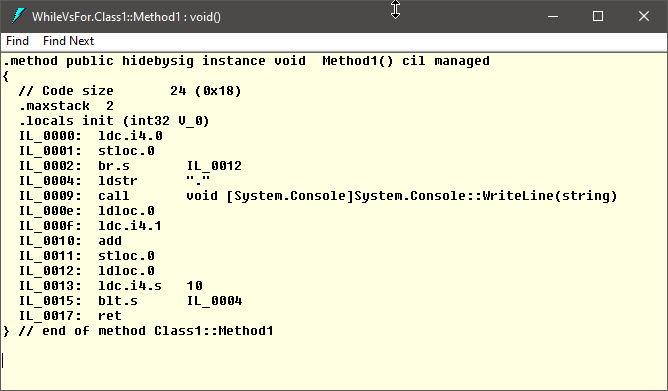 WhileVsFor.Class1::Method1 : void()
Find Find Next
.method public hidebysig instance void  Method1() cil managed
{
  // Code size       24 (0x18)
  .maxstack  2
  .locals init (int32 V_0)
  IL_0000:  ldc.i4.0
  IL_0001:  stloc.0
  IL_0002:  br.s       IL_0012
  IL_0004:  ldstr      "."
  IL_0009:  call       void [System.Console]System.Console::WriteLine(string)
  IL_000e:  ldloc.0
  IL_000f:  ldc.i4.1
  IL_0010:  add
  IL_0011:  stloc.0
  IL_0012:  ldloc.0
  IL_0013:  ldc.i4.s   10
  IL_0015:  blt.s      IL_0004
  IL_0017:  ret
} // end of method Class1::Method1